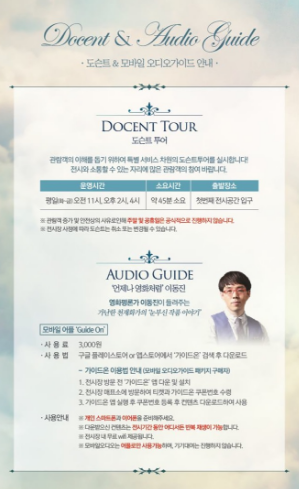 Docent & Audio Guide
· 도슨트 & 모바일 오디오가이드 안내 ·
DOCENT TOUR
도슨트 투어
관람객의 이해를 돕기 위하여 특별 서비스 차원의 도슨트투어를 실시합니다!
전시와 소통할 수 있는 자리에 많은 관람객의 참여 바랍니다.
운영시간 소요시간 출발장소
평일(화-금) 오전 11시, 오후 2시, 4시 약 45분 소요 첫번째 전시공간 입구
※ 관람객 증가 및 안전상의 사유로인해 주말 및 공휴일은 공식적으로 진행하지 않습니다.
※ 전시장 사정에 따라 도슨트는 취소 또는 변경될 수 있습니다.
AUDIO GUIDE
'언제나 영화처럼' 이동진
영화평론가 이동진이 들려주는
가난한 천재화가의 '눈부신 작품 이야기'
모바일 어플 'Guide On'
· 사 용 료 3,000원
· 사 용 법 구글 플레이스토어 or 앱스토어에서 '가이드온' 검색 후 다운로드
~ 가이드온 이용법 안내 (모바일 오디오가이드 패키지 구매자)
1. 전시장 방문 전 '가이드온' 앱 다운 및 설치
2. 전시장 매표소에 방문하여 티켓과 가이드온 쿠폰번호 수령
3. 가이드온 앱 실행 후 쿠폰번호 등록 후 컨텐츠 다운로드하여 사용
· 사용안내 ※ 개인 스마트폰과 이어폰을 준비해주세요.
※ 다운받으신 컨텐츠는 전시기간 동안 어디서든 반복 재생이 가능합니다.
※ 전시장 내 무료 wifi 제공됩니다.
※ 모바일오디오는 어플로만 사용가능하며, 기기대여는 진행하지 않습니다.